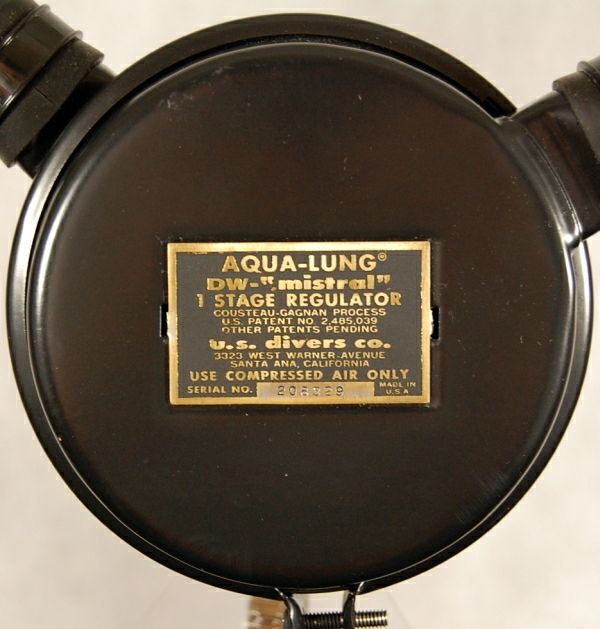 AQUA-LUNG®
DW-"mistral"
1 STAGE REGULATOR
COUSTEAU-GAGNAN PROCESS
U.S. PATENT NO. 2,485,039
OTHER PATENTS PENDING
u.s. divers co.
3323 WEST WARNER AVENUE
SANTA ANA, CALIFORNIA
USE COMPRESSED AIR ONLY
SERIAL NO. MADE IN U.S.A